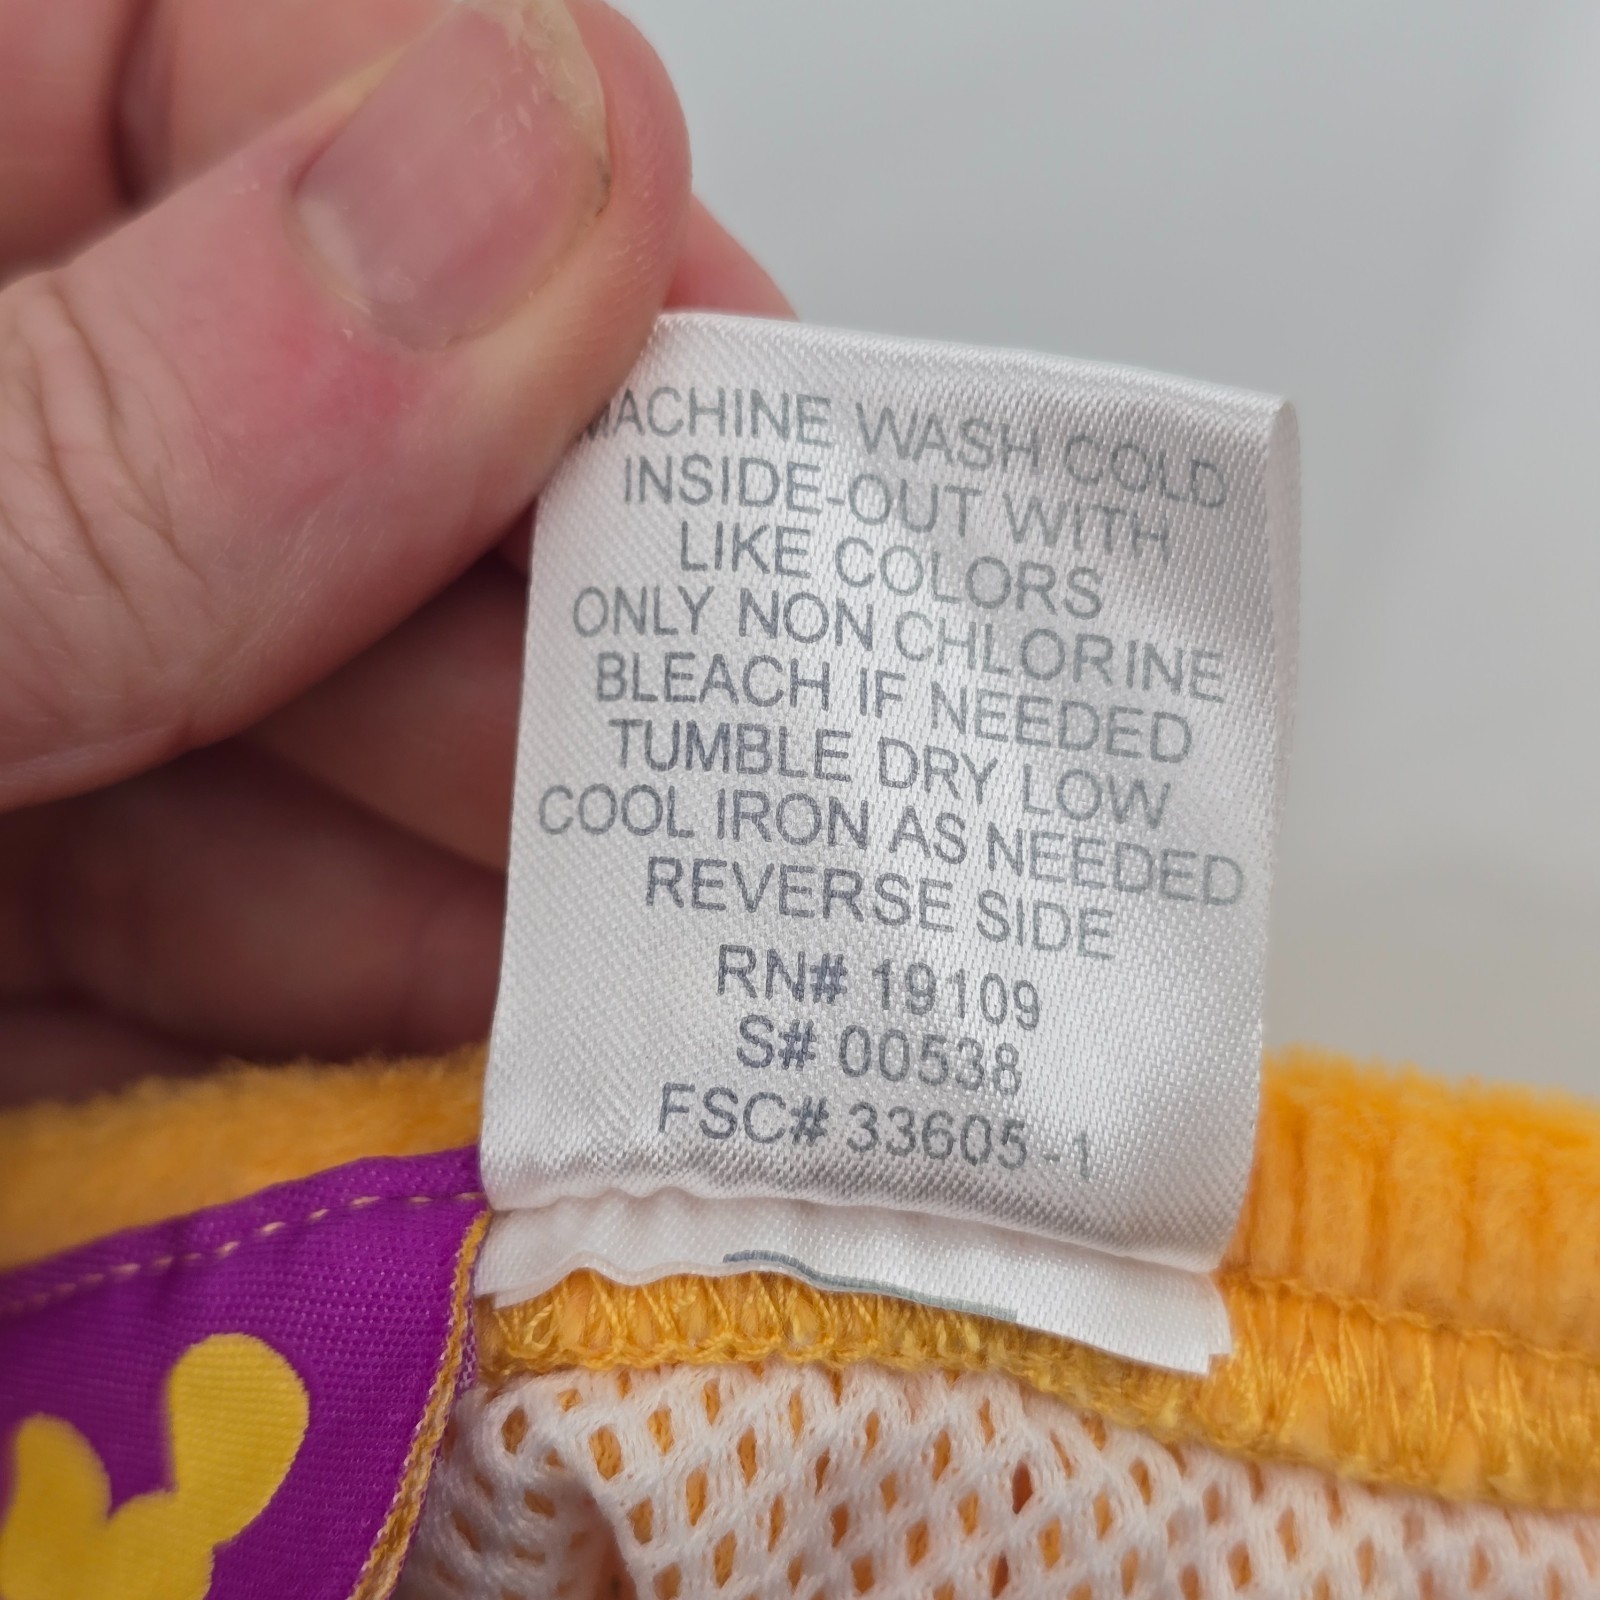 MACHINE WASH COLD
INSIDE-OUT WITH
LIKE COLORS
ONLY NON CHLORINE
BLEACH IF NEEDED
TUMBLE DRY LOW
COOL IRON AS NEEDED
REVERSE SIDE
RN# 19109
S# 00538
FSC# 33605-1